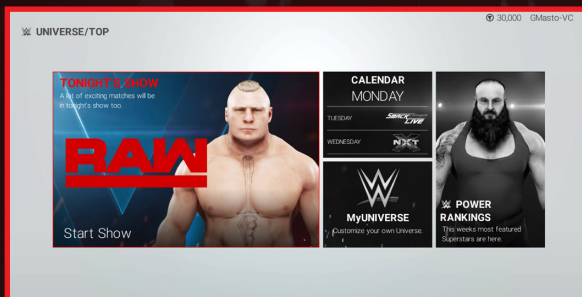 30,000 GMasto-VC
UNIVERSE/TOP
TONIGHT'S SHOW
A lot of exciting matches will be
in tonight's show too.
RAW
Start Show
CALENDAR
MONDAY
TUESDAY SMACKDOWN LIVE
WEDNESDAY NXT
MyUNIVERSE
Customize your own Universe.
POWER
RANKINGS
This weeks most featured
Superstars are here.